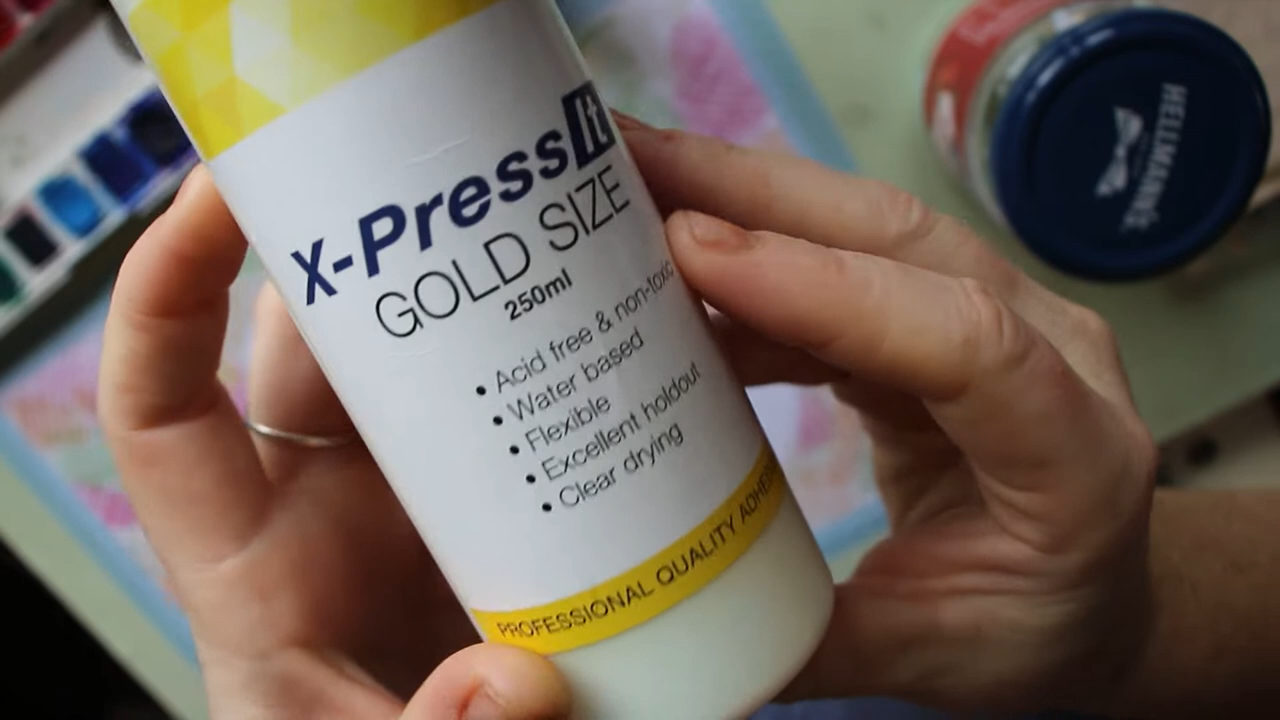 X-Press It
GOLD SIZE
250ml
• Acid free & non-toxic
• Water based
• Flexible
• Excellent holdout
• Clear drying
PROFESSIONAL QUALITY
HELLMANN'S